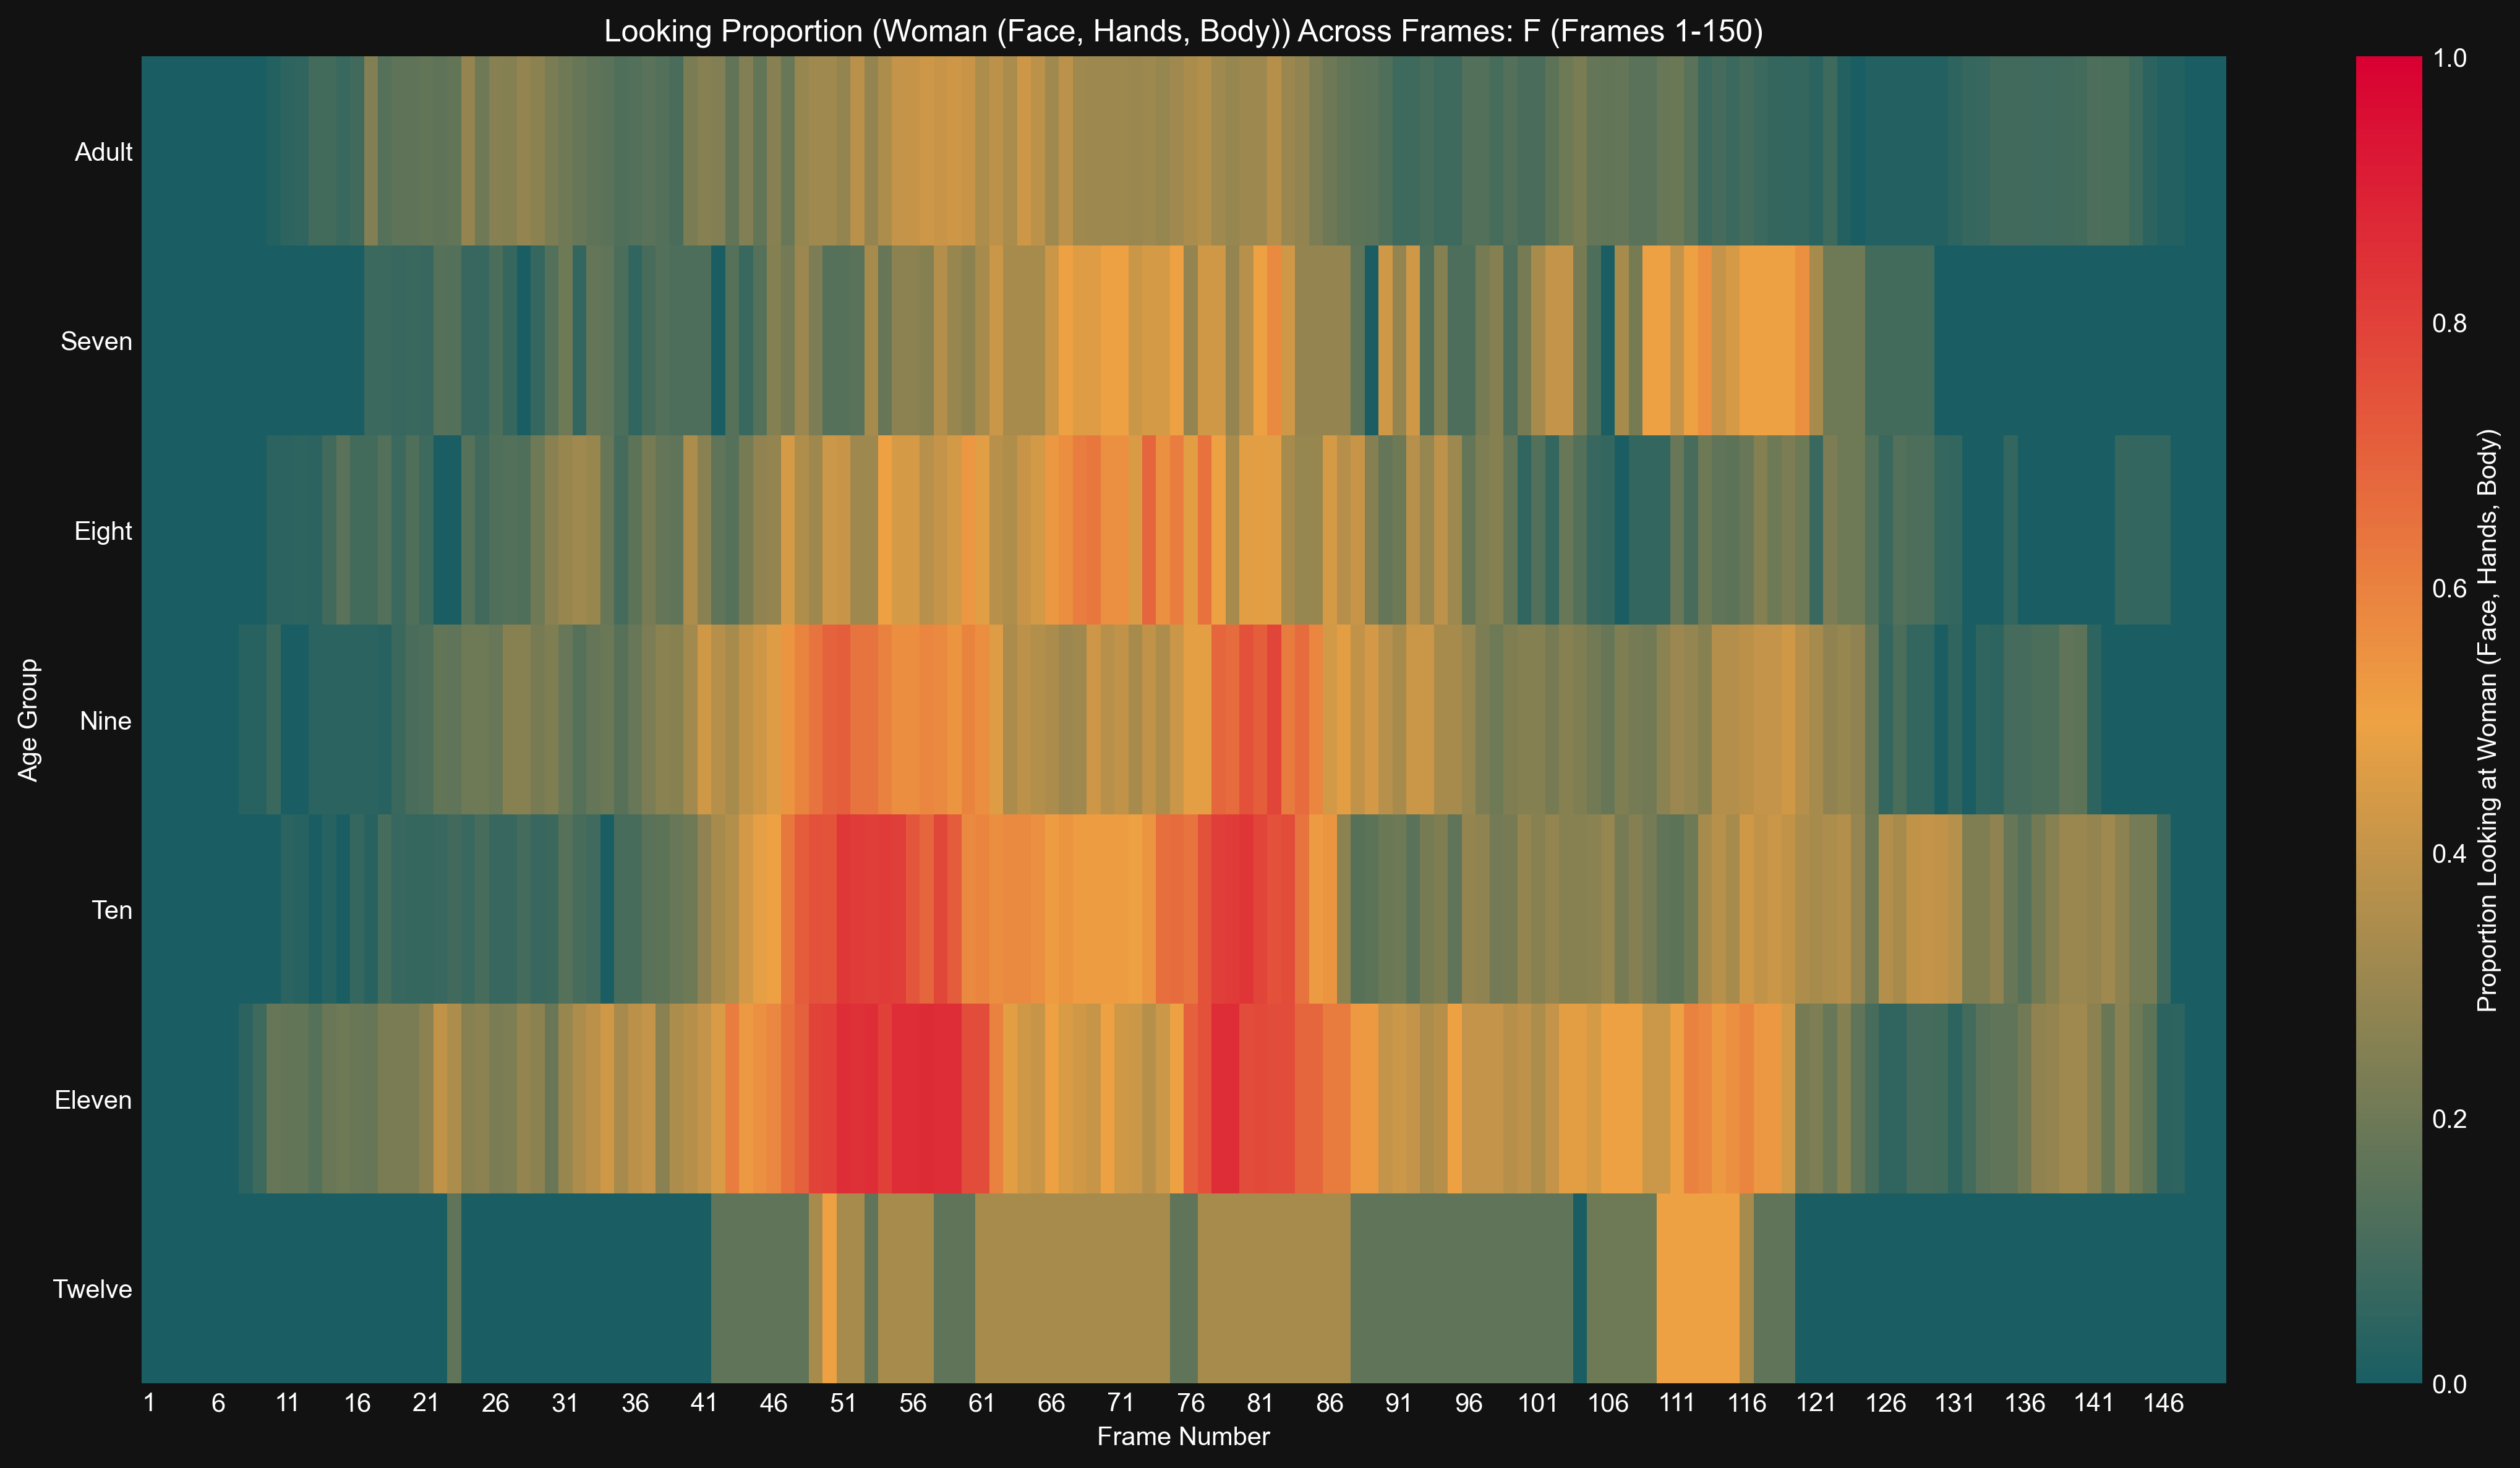 Looking Proportion (Woman (Face, Hands, Body)) Across Frames: F (Frames 1-150)
Age Group
Adult
Seven
Eight
Nine
Ten
Eleven
Twelve
1 6 11 16 21 26 31 36 41 46 51 56 61 66 71 76 81 86 91 96 101 106 111 116 121 126 131 136 141 146
Frame Number
1.0
0.8
0.6
0.4
0.2
0.0
Proportion Looking at Woman (Face, Hands, Body)